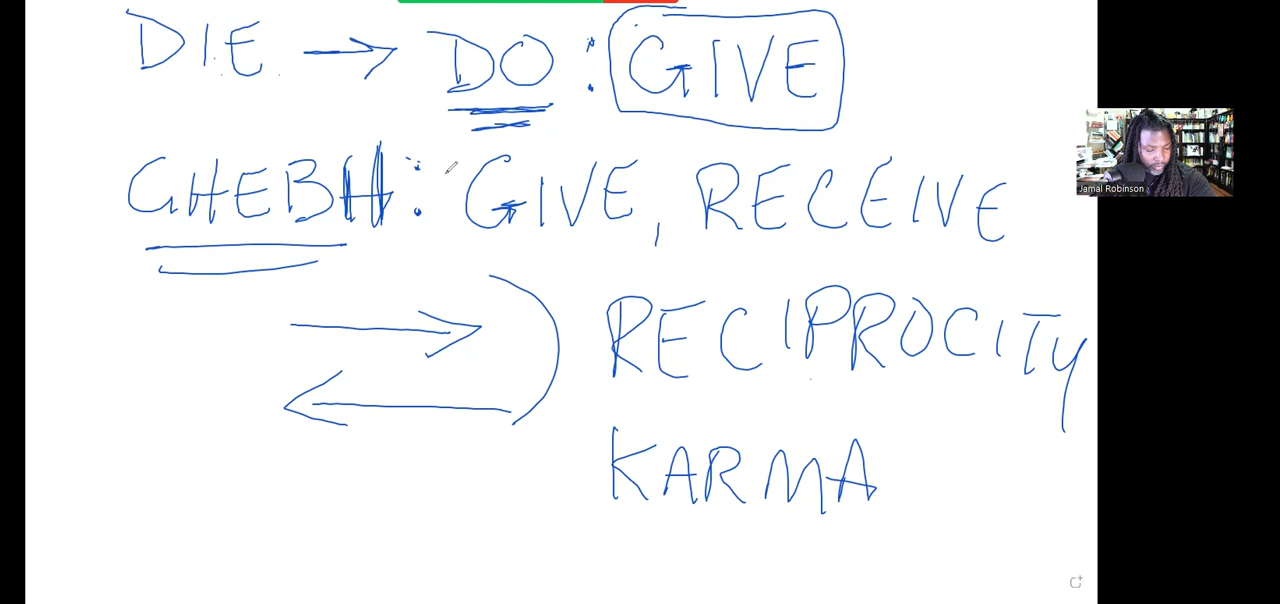 DIE → DO : GIVE
GHEBH : GIVE, RECEIVE
RECIPROCITY
KARMA
Jamal Robinson